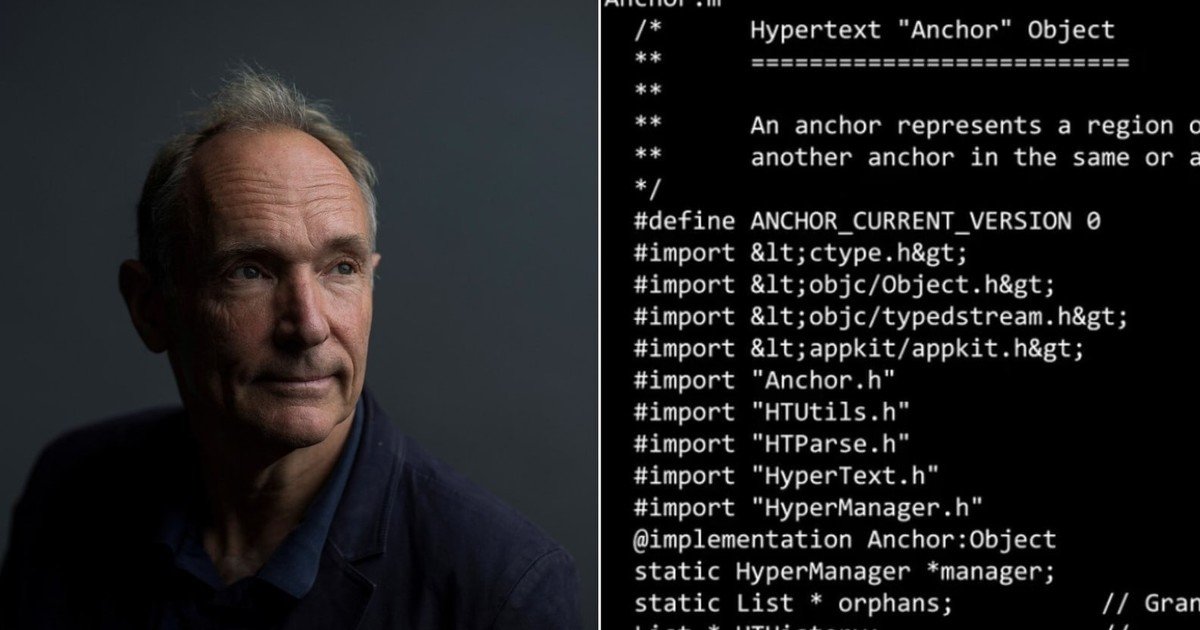 Anchor.m
/* Hypertext "Anchor" Object
** ==========================
**
** An anchor represents a region
** another anchor in the same or
*/
#define ANCHOR_CURRENT_VERSION 0
#import &lt;ctype.h&gt;
#import &lt;objc/Object.h&gt;
#import &lt;objc/typedstream.h&gt;
#import &lt;appkit/appkit.h&gt;
#import "Anchor.h"
#import "HTUtils.h"
#import "HTParse.h"
#import "HyperText.h"
#import "HyperManager.h"
@implementation Anchor:Object
static HyperManager *manager;
static List * orphans; //